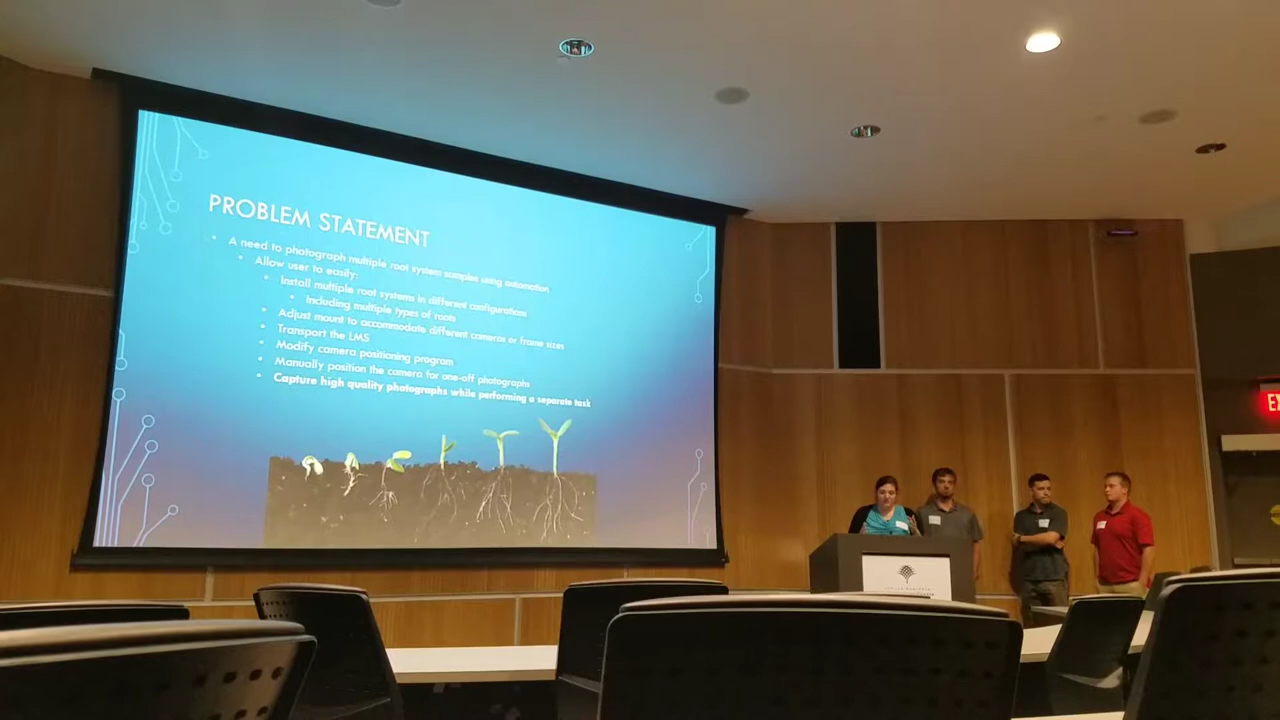 PROBLEM STATEMENT
• A need to photograph multiple root system samples using automation
• Allow user to easily:
• Install multiple root systems in different configurations
• Including multiple types of roots
• Adjust mount to accommodate different cameras or frame sizes
• Transport the LMS
• Modify camera positioning program
• Manually position the camera for one-off photographs
• Capture high quality photographs while performing a separate task